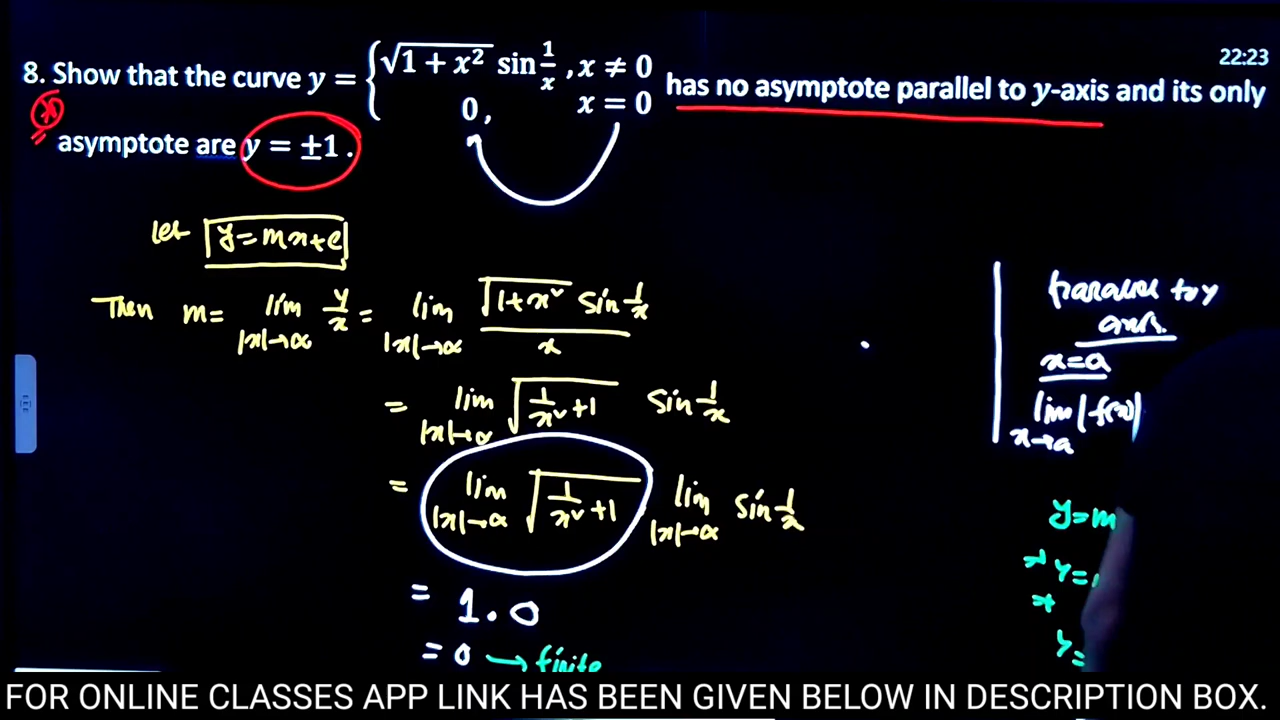 22:23
8. Show that the curve y = { √1 + x² sin 1/x , x ≠ 0 has no asymptote parallel to y-axis and its only
0, x = 0
asymptote are y = ±1 .
let y = mx + c
Then m = lim |x|→∞ y/x = lim |x|→∞ √1+x² sin 1/x / x
= lim |x|→∞ √1/x² + 1 sin 1/x
= lim |x|→∞ √1/x² + 1 lim |x|→∞ sin 1/x
= 1 . 0
= 0 → finite
parallel to y
axis.
x = a
lim x→a |f(x)|
y = m
y =
y =
FOR ONLINE CLASSES APP LINK HAS BEEN GIVEN BELOW IN DESCRIPTION BOX.